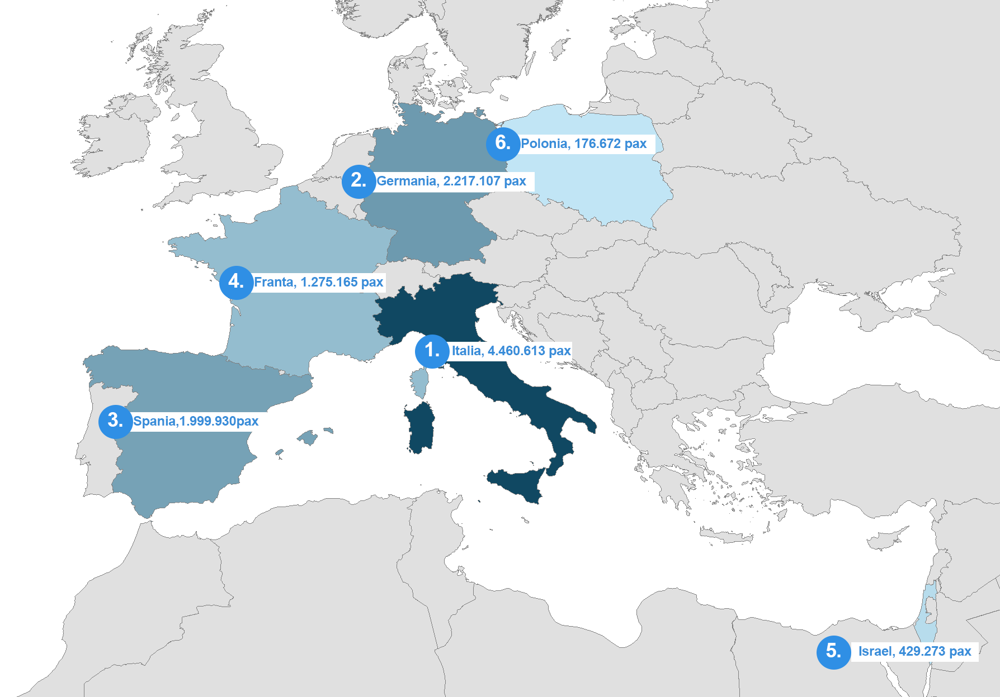 6. Polonia, 176.672 pax
2. Germania, 2.217.107 pax
4. Franta, 1.275.165 pax
1. Italia, 4.460.613 pax
3. Spania,1.999.930pax
5. Israel, 429.273 pax